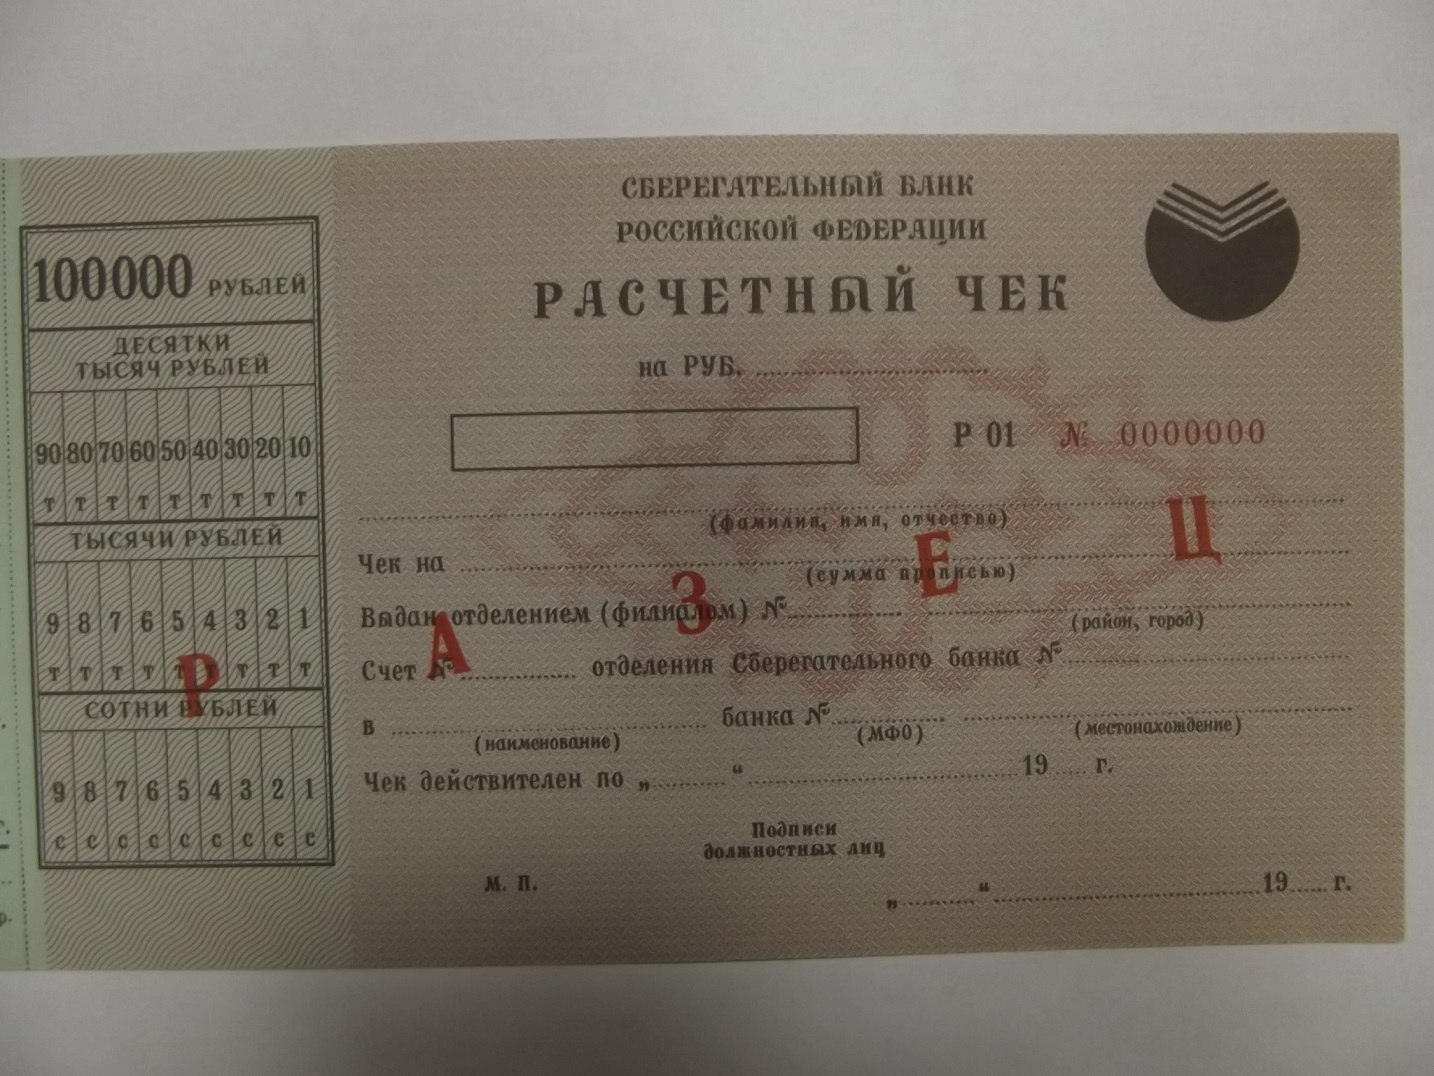 100000 РУБЛЕЙ
ДЕСЯТКИ
ТЫСЯЧ РУБЛЕЙ
90 80 70 60 50 40 30 20 10
Т Т Т Т Т Т Т Т Т
ТЫСЯЧИ РУБЛЕЙ
9 8 7 6 5 4 3 2 1
Т Т Т Т Т Т Т Т Т
СОТНИ РУБЛЕЙ
9 8 7 6 5 4 3 2 1
С С С С С С С С С
СБЕРЕГАТЕЛЬНЫЙ БАНК
РОССИЙСКОЙ ФЕДЕРАЦИИ
РАСЧЕТНЫЙ ЧЕК
на РУБ.
Р 01 № 0000000
(фамилия, имя, отчество)
Чек на
(сумма прописью)
Выдан отделением (филиалом) №
(район, город)
Счет № отделения Сберегательного банка №
в банка №
(наименование) (МФО) (местонахождение)
Чек действителен по „ “ 19 г.
Подписи
должностных лиц
М. П.
„ “ 19 г.
Р А З Е Ц